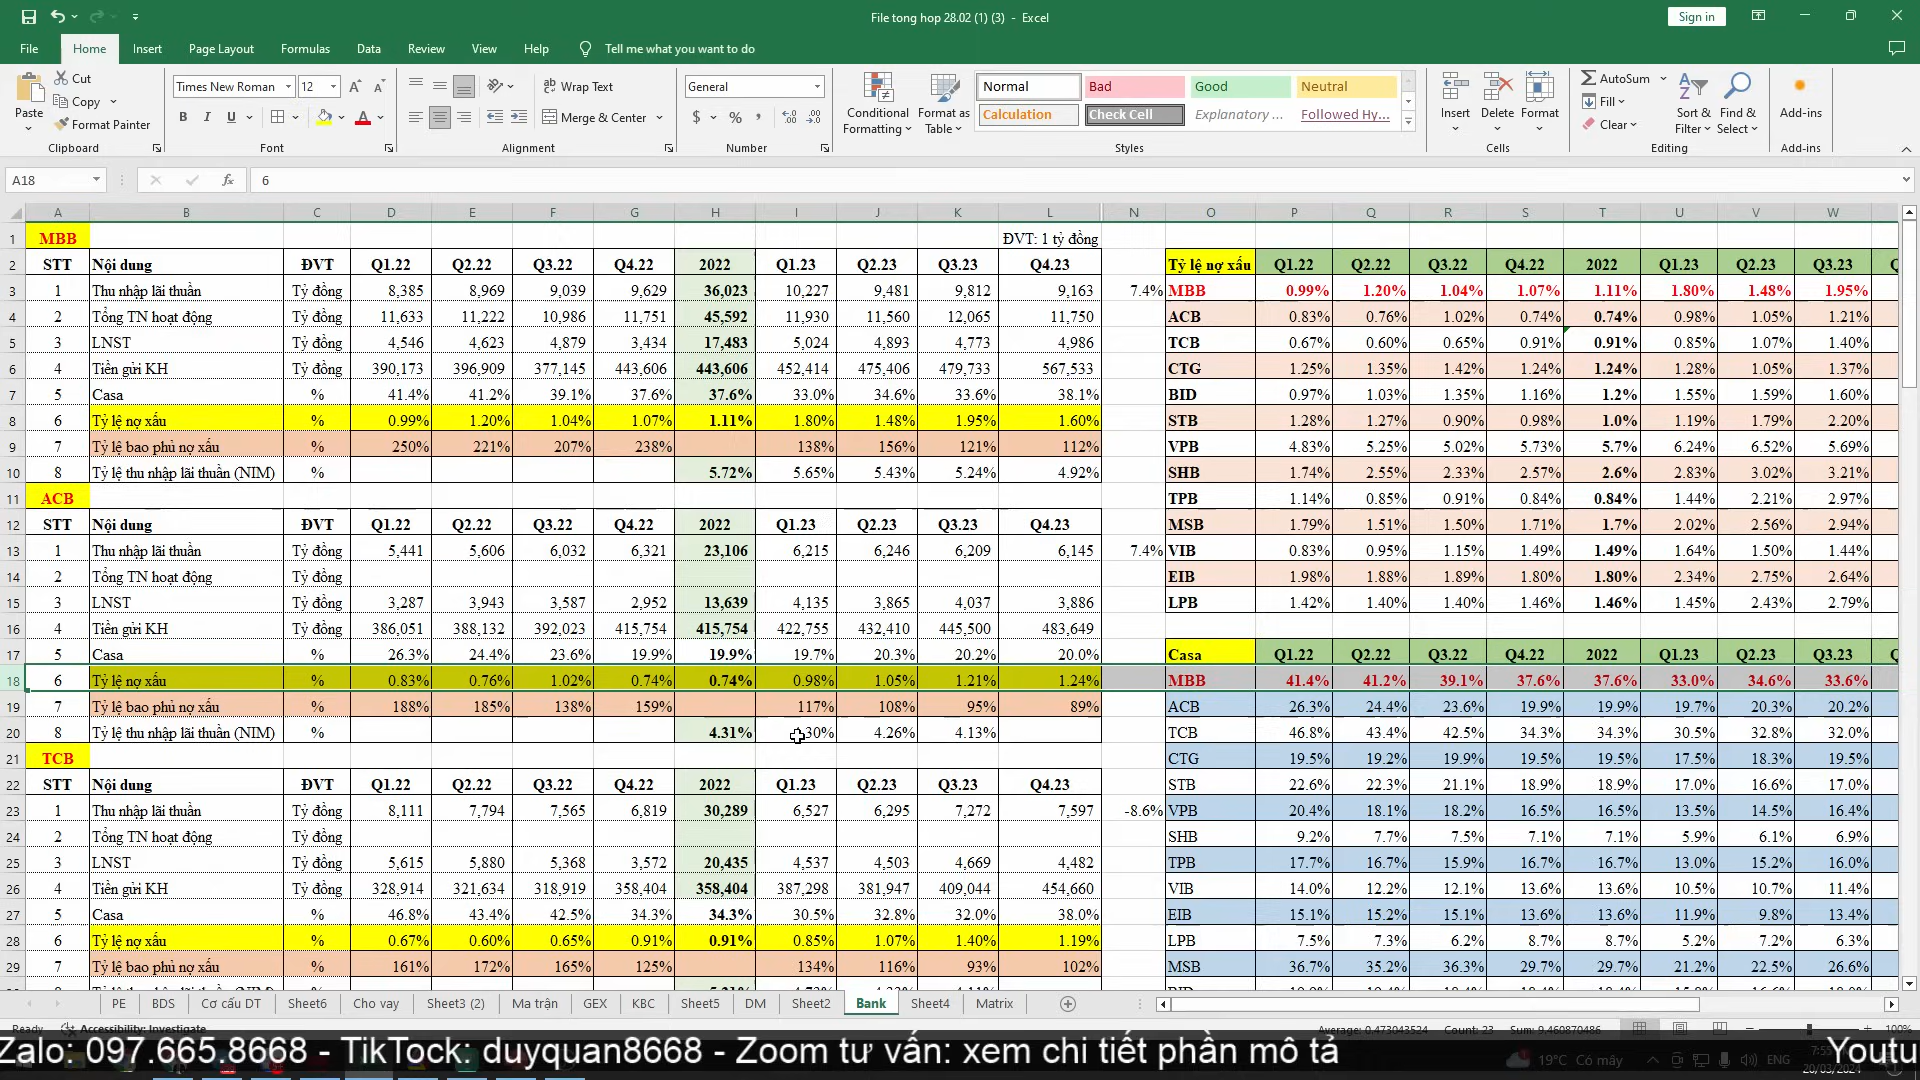 File tong hop 28.02 (1) (3) - Excel
Sign in
File Home Insert Page Layout Formulas Data Review View Help Tell me what you want to do
Paste Cut Copy Format Painter Clipboard
Times New Roman 12 B I U Font
Wrap Text Merge & Center Alignment
General $ % Number
Conditional Formatting Format as Table
Normal Bad Good Neutral
Calculation Check Cell Explanatory ... Followed Hy...
Styles
Insert Delete Format Cells
AutoSum Fill Clear Sort & Filter Find & Select Editing
Add-ins Add-ins
A18 fx 6
A B C D E F G H I J K L N O P Q R S T U V W
1 MBB ĐVT: 1 tỷ đồng
2 STT Nội dung ĐVT Q1.22 Q2.22 Q3.22 Q4.22 2022 Q1.23 Q2.23 Q3.23 Q4.23 Tỷ lệ nợ xấu Q1.22 Q2.22 Q3.22 Q4.22 2022 Q1.23 Q2.23 Q3.23
3 1 Thu nhập lãi thuần Tỷ đồng 8,385 8,969 9,039 9,629 36,023 10,227 9,481 9,812 9,163 7.4% MBB 0.99% 1.20% 1.04% 1.07% 1.11% 1.80% 1.48% 1.95%
4 2 Tổng TN hoạt động Tỷ đồng 11,633 11,222 10,986 11,751 45,592 11,930 11,560 12,065 11,750 ACB 0.83% 0.76% 1.02% 0.74% 0.74% 0.98% 1.05% 1.21%
5 3 LNST Tỷ đồng 4,546 4,623 4,879 3,434 17,483 5,024 4,893 4,773 4,986 TCB 0.67% 0.60% 0.65% 0.91% 0.91% 0.85% 1.07% 1.40%
6 4 Tiền gửi KH Tỷ đồng 390,173 396,909 377,145 443,606 443,606 452,414 475,406 479,733 567,533 CTG 1.25% 1.35% 1.42% 1.24% 1.24% 1.28% 1.05% 1.37%
7 5 Casa % 41.4% 41.2% 39.1% 37.6% 37.6% 33.0% 34.6% 33.6% 38.1% BID 0.97% 1.03% 1.35% 1.16% 1.2% 1.55% 1.59% 1.60%
8 6 Tỷ lệ nợ xấu % 0.99% 1.20% 1.04% 1.07% 1.11% 1.80% 1.48% 1.95% 1.60% STB 1.28% 1.27% 0.90% 0.98% 1.0% 1.19% 1.79% 2.20%
9 7 Tỷ lệ bao phủ nợ xấu % 250% 221% 207% 238% 138% 156% 121% 112% VPB 4.83% 5.25% 5.02% 5.73% 5.7% 6.24% 6.52% 5.69%
10 8 Tỷ lệ thu nhập lãi thuần (NIM) % 5.72% 5.65% 5.43% 5.24% 4.92% SHB 1.74% 2.55% 2.33% 2.57% 2.6% 2.83% 3.02% 3.21%
11 ACB TPB 1.14% 0.85% 0.91% 0.84% 0.84% 1.44% 2.21% 2.97%
12 STT Nội dung ĐVT Q1.22 Q2.22 Q3.22 Q4.22 2022 Q1.23 Q2.23 Q3.23 Q4.23 MSB 1.79% 1.51% 1.50% 1.71% 1.7% 2.02% 2.56% 2.94%
13 1 Thu nhập lãi thuần Tỷ đồng 5,441 5,606 6,032 6,321 23,106 6,215 6,246 6,209 6,145 7.4% VIB 0.83% 0.95% 1.15% 1.49% 1.49% 1.64% 1.50% 1.44%
14 2 Tổng TN hoạt động Tỷ đồng EIB 1.98% 1.88% 1.89% 1.80% 1.80% 2.34% 2.75% 2.64%
15 3 LNST Tỷ đồng 3,287 3,943 3,587 2,952 13,639 4,135 3,865 4,037 3,886 LPB 1.42% 1.40% 1.40% 1.46% 1.46% 1.45% 2.43% 2.79%
16 4 Tiền gửi KH Tỷ đồng 386,051 388,132 392,023 415,754 415,754 422,755 432,410 445,500 483,649
17 5 Casa % 26.3% 24.4% 23.6% 19.9% 19.9% 19.7% 20.3% 20.2% 20.0% Casa Q1.22 Q2.22 Q3.22 Q4.22 2022 Q1.23 Q2.23 Q3.23
18 6 Tỷ lệ nợ xấu % 0.83% 0.76% 1.02% 0.74% 0.74% 0.98% 1.05% 1.21% 1.24% MBB 41.4% 41.2% 39.1% 37.6% 37.6% 33.0% 34.6% 33.6%
19 7 Tỷ lệ bao phủ nợ xấu % 188% 185% 138% 159% 117% 108% 95% 89% ACB 26.3% 24.4% 23.6% 19.9% 19.9% 19.7% 20.3% 20.2%
20 8 Tỷ lệ thu nhập lãi thuần (NIM) % 4.31% 30% 4.26% 4.13% TCB 46.8% 43.4% 42.5% 34.3% 34.3% 30.5% 32.8% 32.0%
21 TCB CTG 19.5% 19.2% 19.9% 19.5% 19.5% 17.5% 18.3% 19.5%
22 STT Nội dung ĐVT Q1.22 Q2.22 Q3.22 Q4.22 2022 Q1.23 Q2.23 Q3.23 Q4.23 STB 22.6% 22.3% 21.1% 18.9% 18.9% 17.0% 16.6% 17.0%
23 1 Thu nhập lãi thuần Tỷ đồng 8,111 7,794 7,565 6,819 30,289 6,527 6,295 7,272 7,597 -8.6% VPB 20.4% 18.1% 18.2% 16.5% 16.5% 13.5% 14.5% 16.4%
24 2 Tổng TN hoạt động Tỷ đồng SHB 9.2% 7.7% 7.5% 7.1% 7.1% 5.9% 6.1% 6.9%
25 3 LNST Tỷ đồng 5,615 5,880 5,368 3,572 20,435 4,537 4,503 4,669 4,482 TPB 17.7% 16.7% 15.9% 16.7% 16.7% 13.0% 15.2% 16.0%
26 4 Tiền gửi KH Tỷ đồng 328,914 321,634 318,919 358,404 358,404 387,298 381,947 409,044 454,660 VIB 14.0% 12.2% 12.1% 13.6% 13.6% 10.5% 10.7% 11.4%
27 5 Casa % 46.8% 43.4% 42.5% 34.3% 34.3% 30.5% 32.8% 32.0% 38.0% EIB 15.1% 15.2% 15.1% 13.6% 13.6% 11.9% 9.8% 13.4%
28 6 Tỷ lệ nợ xấu % 0.67% 0.60% 0.65% 0.91% 0.91% 0.85% 1.07% 1.40% 1.19% LPB 7.5% 7.3% 6.2% 8.7% 8.7% 5.2% 7.2% 6.3%
29 7 Tỷ lệ bao phủ nợ xấu % 161% 172% 165% 125% 134% 116% 93% 102% MSB 36.7% 35.2% 36.3% 29.7% 29.7% 21.2% 22.5% 26.6%
PE BDS Cơ cấu DT Sheet6 Cho vay Sheet3 (2) Ma trận GEX KBC Sheet5 DM Sheet2 Bank Sheet4 Matrix
Ready Accessibility: Investigate Average: 0.473043524 Count: 23 Sum: 9.460870486 100%
Zalo: 097.665.8668 - TikTock: duyquan8668 - Zoom tư vấn: xem chi tiết phần mô tả Youtu
19°C Có mây ENG